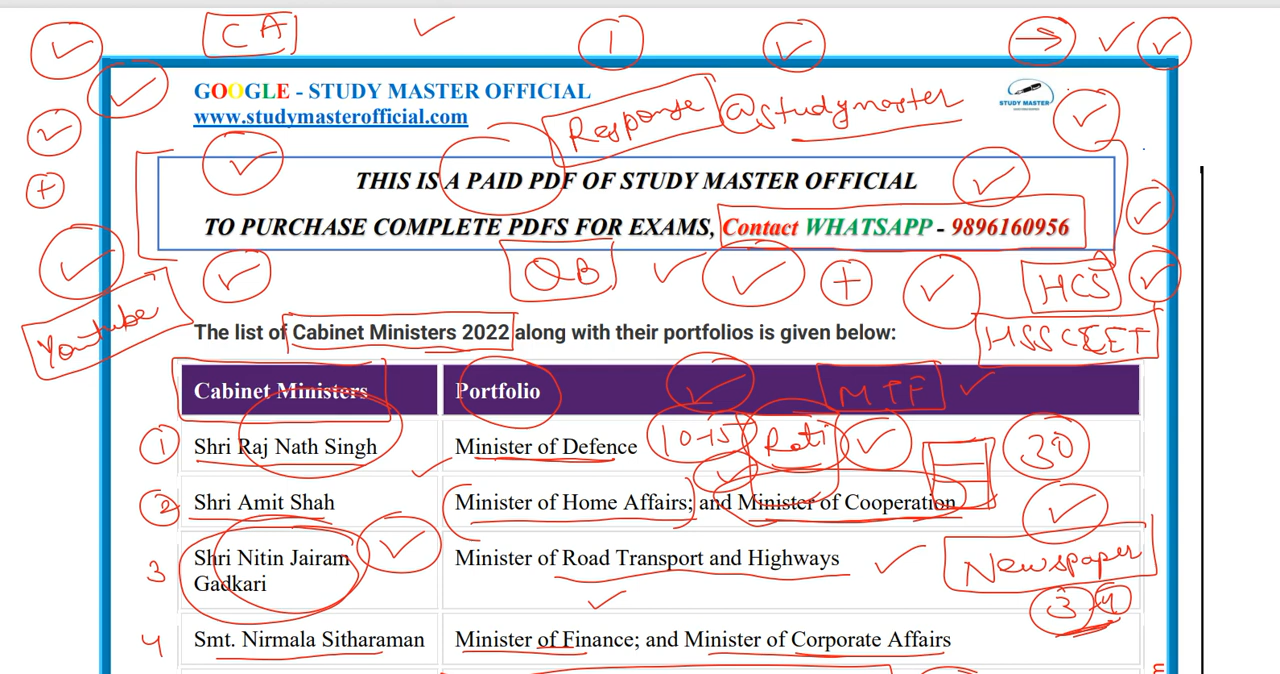 CA
1
GOOGLE - STUDY MASTER OFFICIAL
www.studymasterofficial.com
Response @studymaster
STUDY MASTER
THIS IS A PAID PDF OF STUDY MASTER OFFICIAL
TO PURCHASE COMPLETE PDFS FOR EXAMS, Contact WHATSAPP - 9896160956
QB
+
HCS
Youtube
HSSC CET
The list of Cabinet Ministers 2022 along with their portfolios is given below:
Cabinet Ministers Portfolio MTF
1 Shri Raj Nath Singh Minister of Defence 10-15 Rati 30
2 Shri Amit Shah Minister of Home Affairs; and Minister of Cooperation
3 Shri Nitin Jairam Gadkari Minister of Road Transport and Highways
Newspaper
3-4
4 Smt. Nirmala Sitharaman Minister of Finance; and Minister of Corporate Affairs